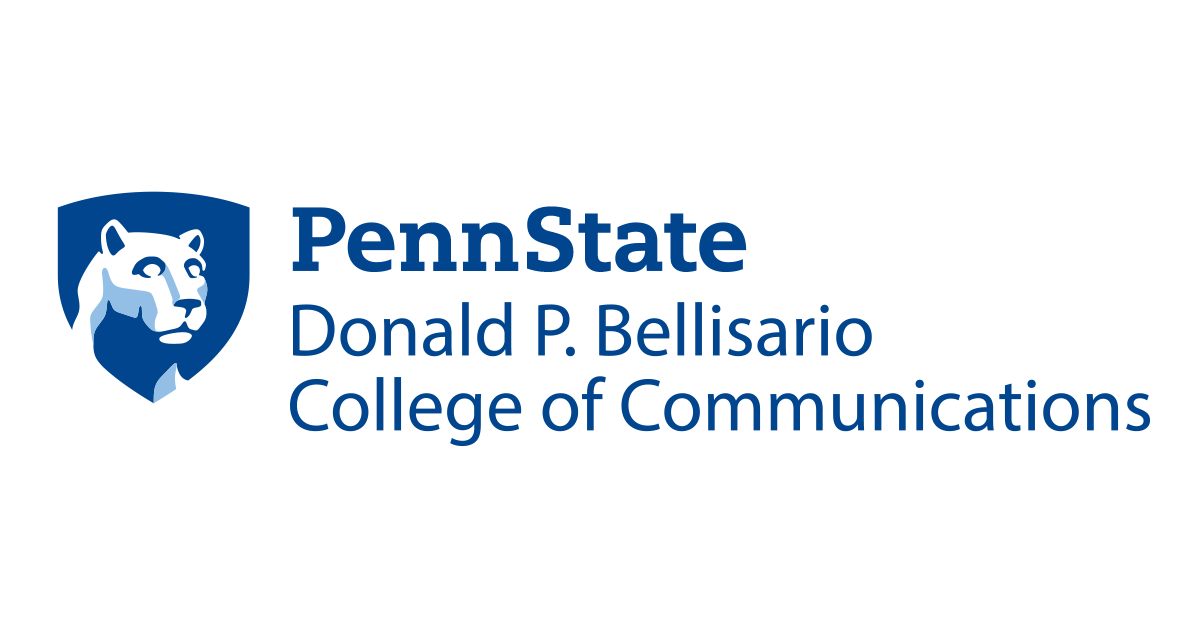 PennState
Donald P. Bellisario
College of Communications